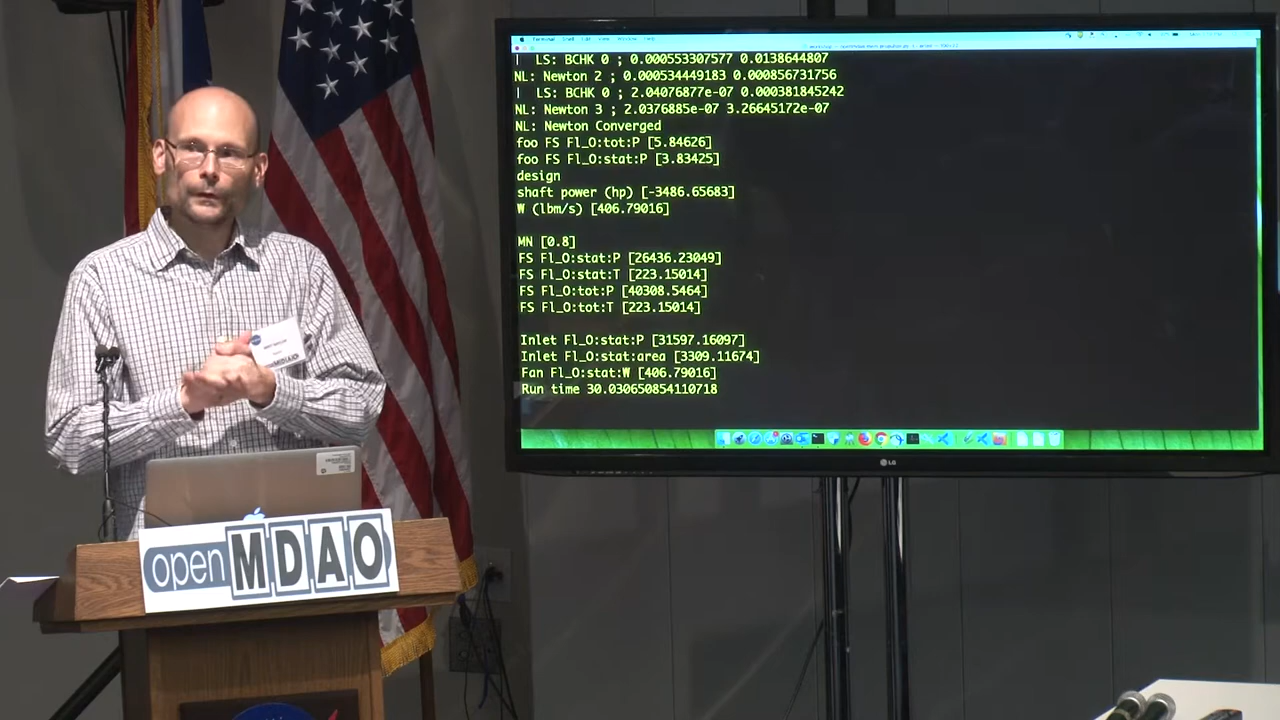 | LS: BCHK 0 ; 0.000553307577 0.0138644807
NL: Newton 2 ; 0.000534449183 0.000856731756
| LS: BCHK 0 ; 2.04076877e-07 0.000381845242
NL: Newton 3 ; 2.0376885e-07 3.26645172e-07
NL: Newton Converged
foo FS Fl_O:tot:P [5.84626]
foo FS Fl_O:stat:P [3.83425]
design
shaft power (hp) [-3486.65683]
W (lbm/s) [406.79016]
MN [0.8]
FS Fl_O:stat:P [26436.23049]
FS Fl_O:stat:T [223.15014]
FS Fl_O:tot:P [40308.5464]
FS Fl_O:tot:T [223.15014]
Inlet Fl_O:stat:P [31597.16097]
Inlet Fl_O:stat:area [3309.11674]
Fan Fl_O:stat:W [406.79016]
Run time 30.030650854110718
LG
openMDAO